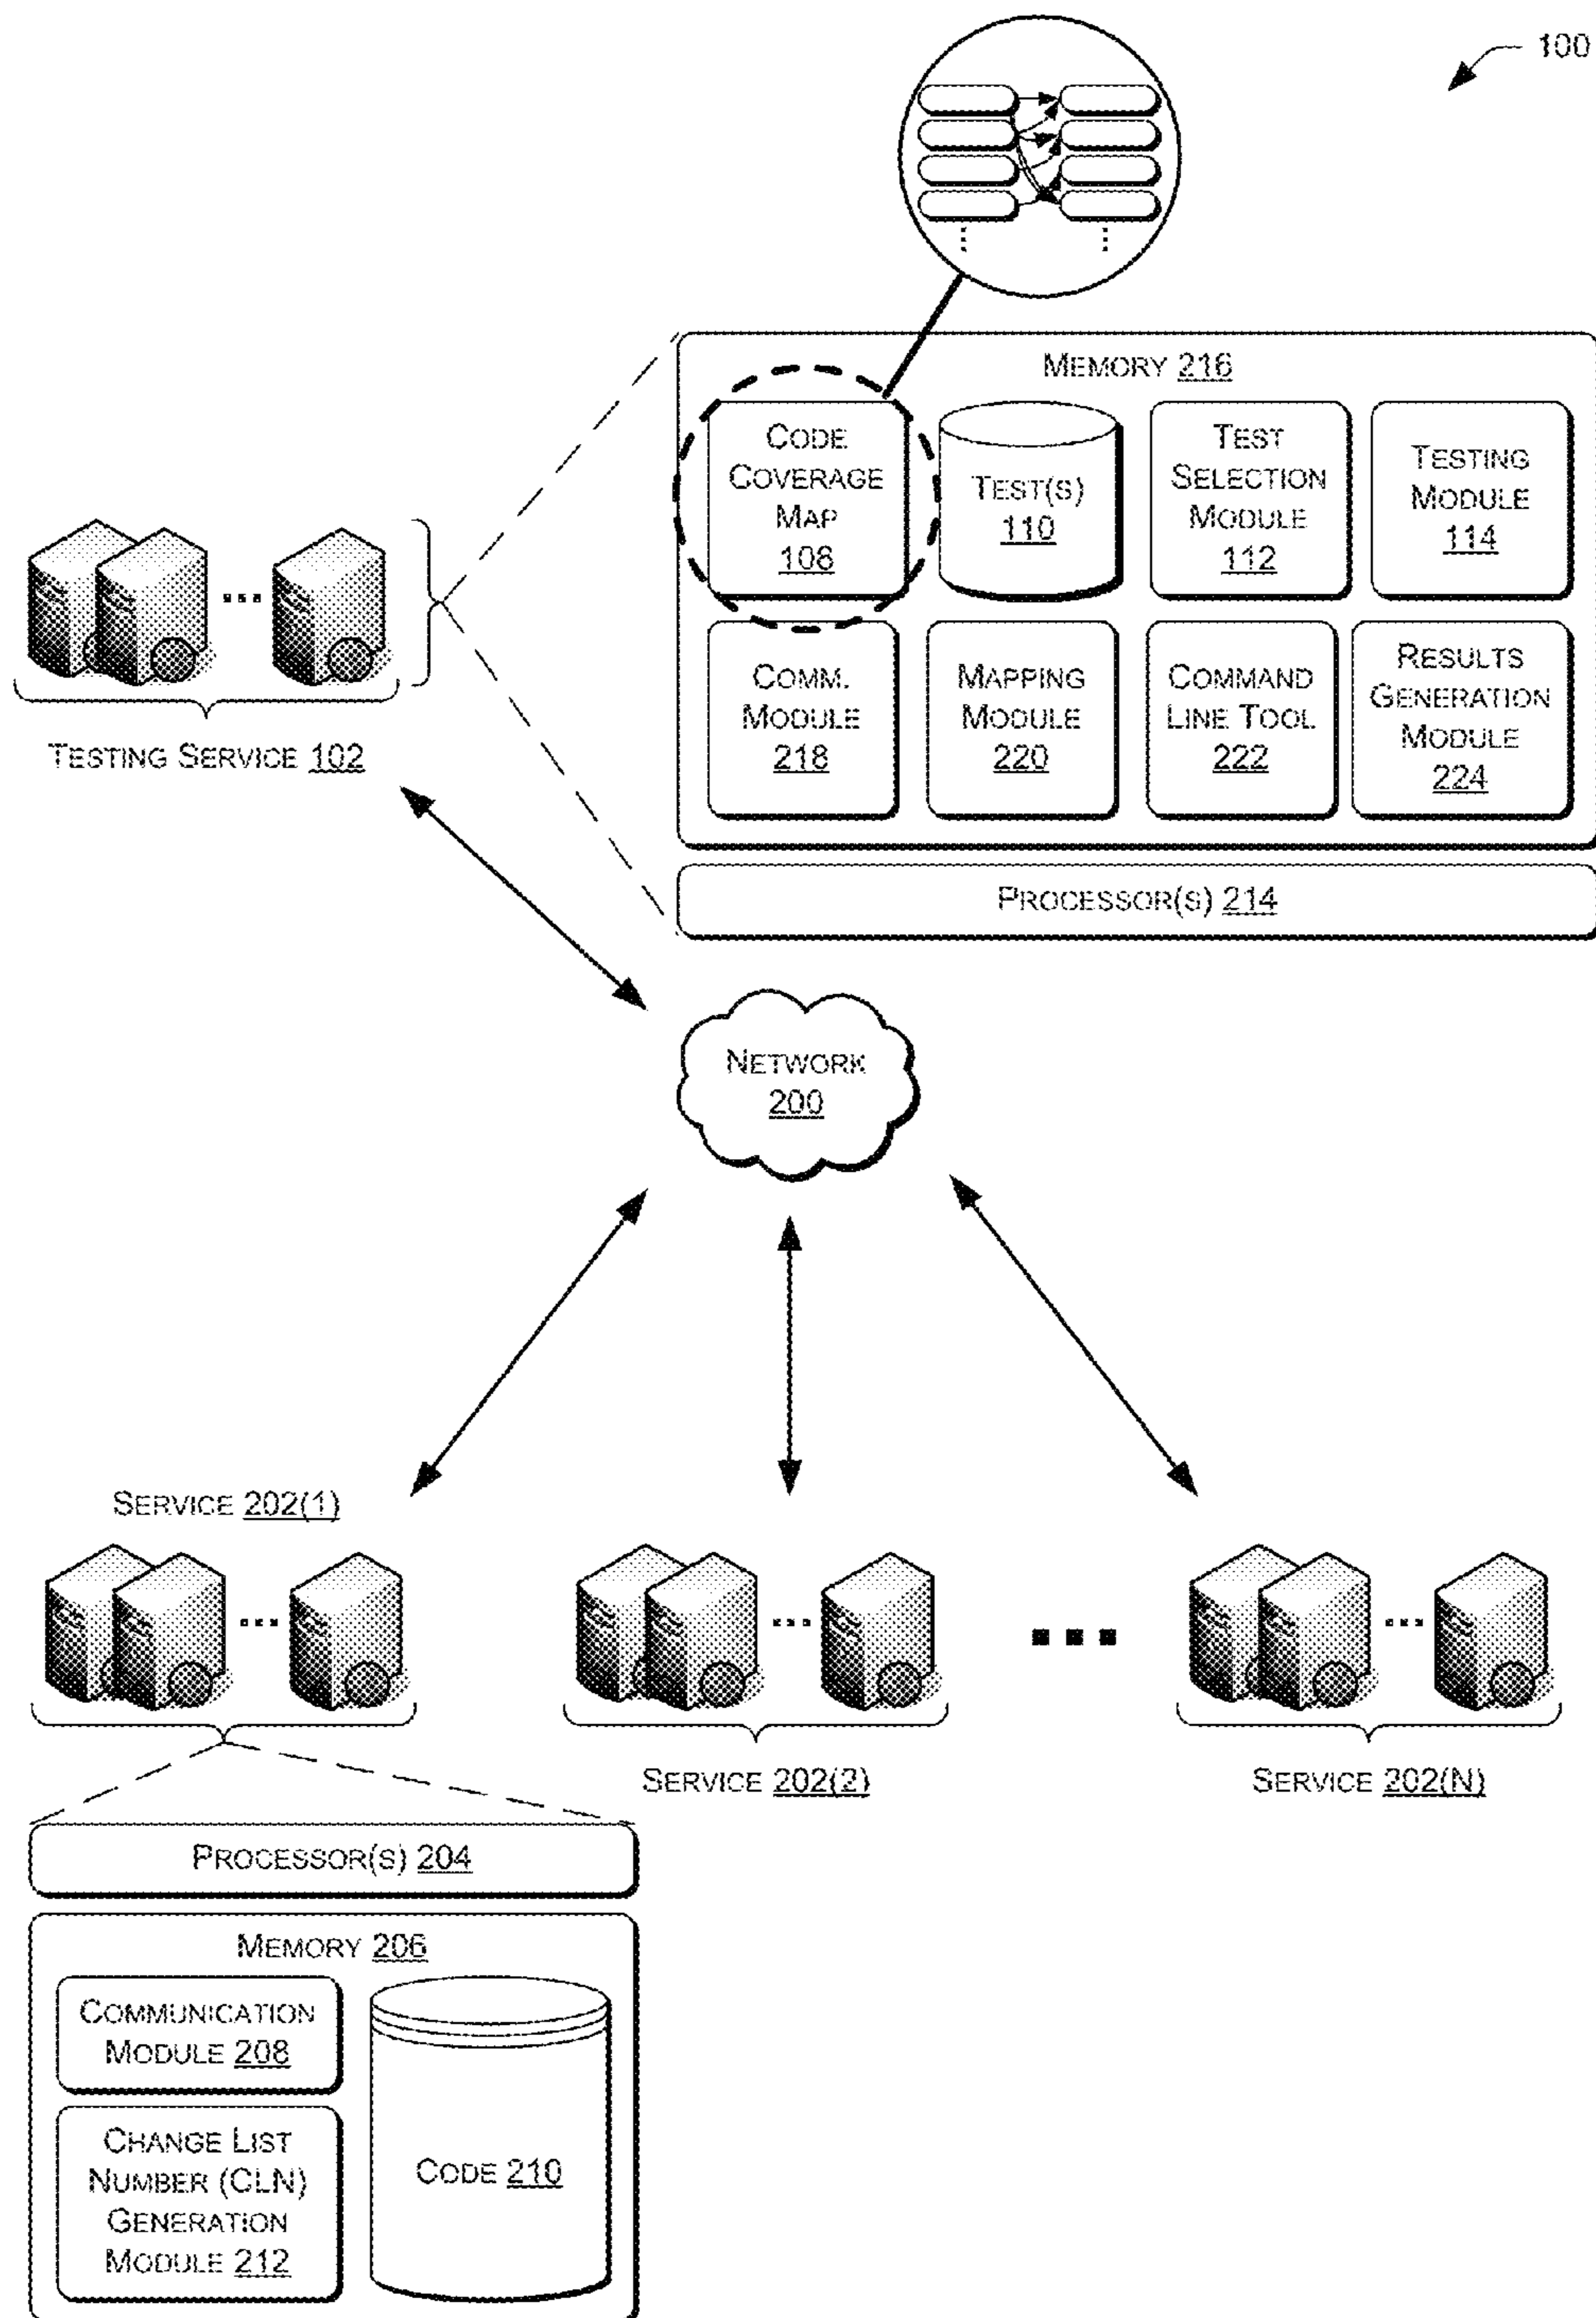 100
MEMORY 216
CODE
COVERAGE
MAP
108
TEST(S)
110
TEST
SELECTION
MODULE
112
TESTING
MODULE
114
COMM.
MODULE
218
MAPPING
MODULE
220
COMMAND
LINE TOOL
222
RESULTS
GENERATION
MODULE
224
TESTING SERVICE 102
PROCESSOR(S) 214
NETWORK
200
SERVICE 202(1)
SERVICE 202(2)
SERVICE 202(N)
PROCESSOR(S) 204
MEMORY 206
COMMUNICATION
MODULE 208
CHANGE LIST
NUMBER (CLN)
GENERATION
MODULE 212
CODE 210